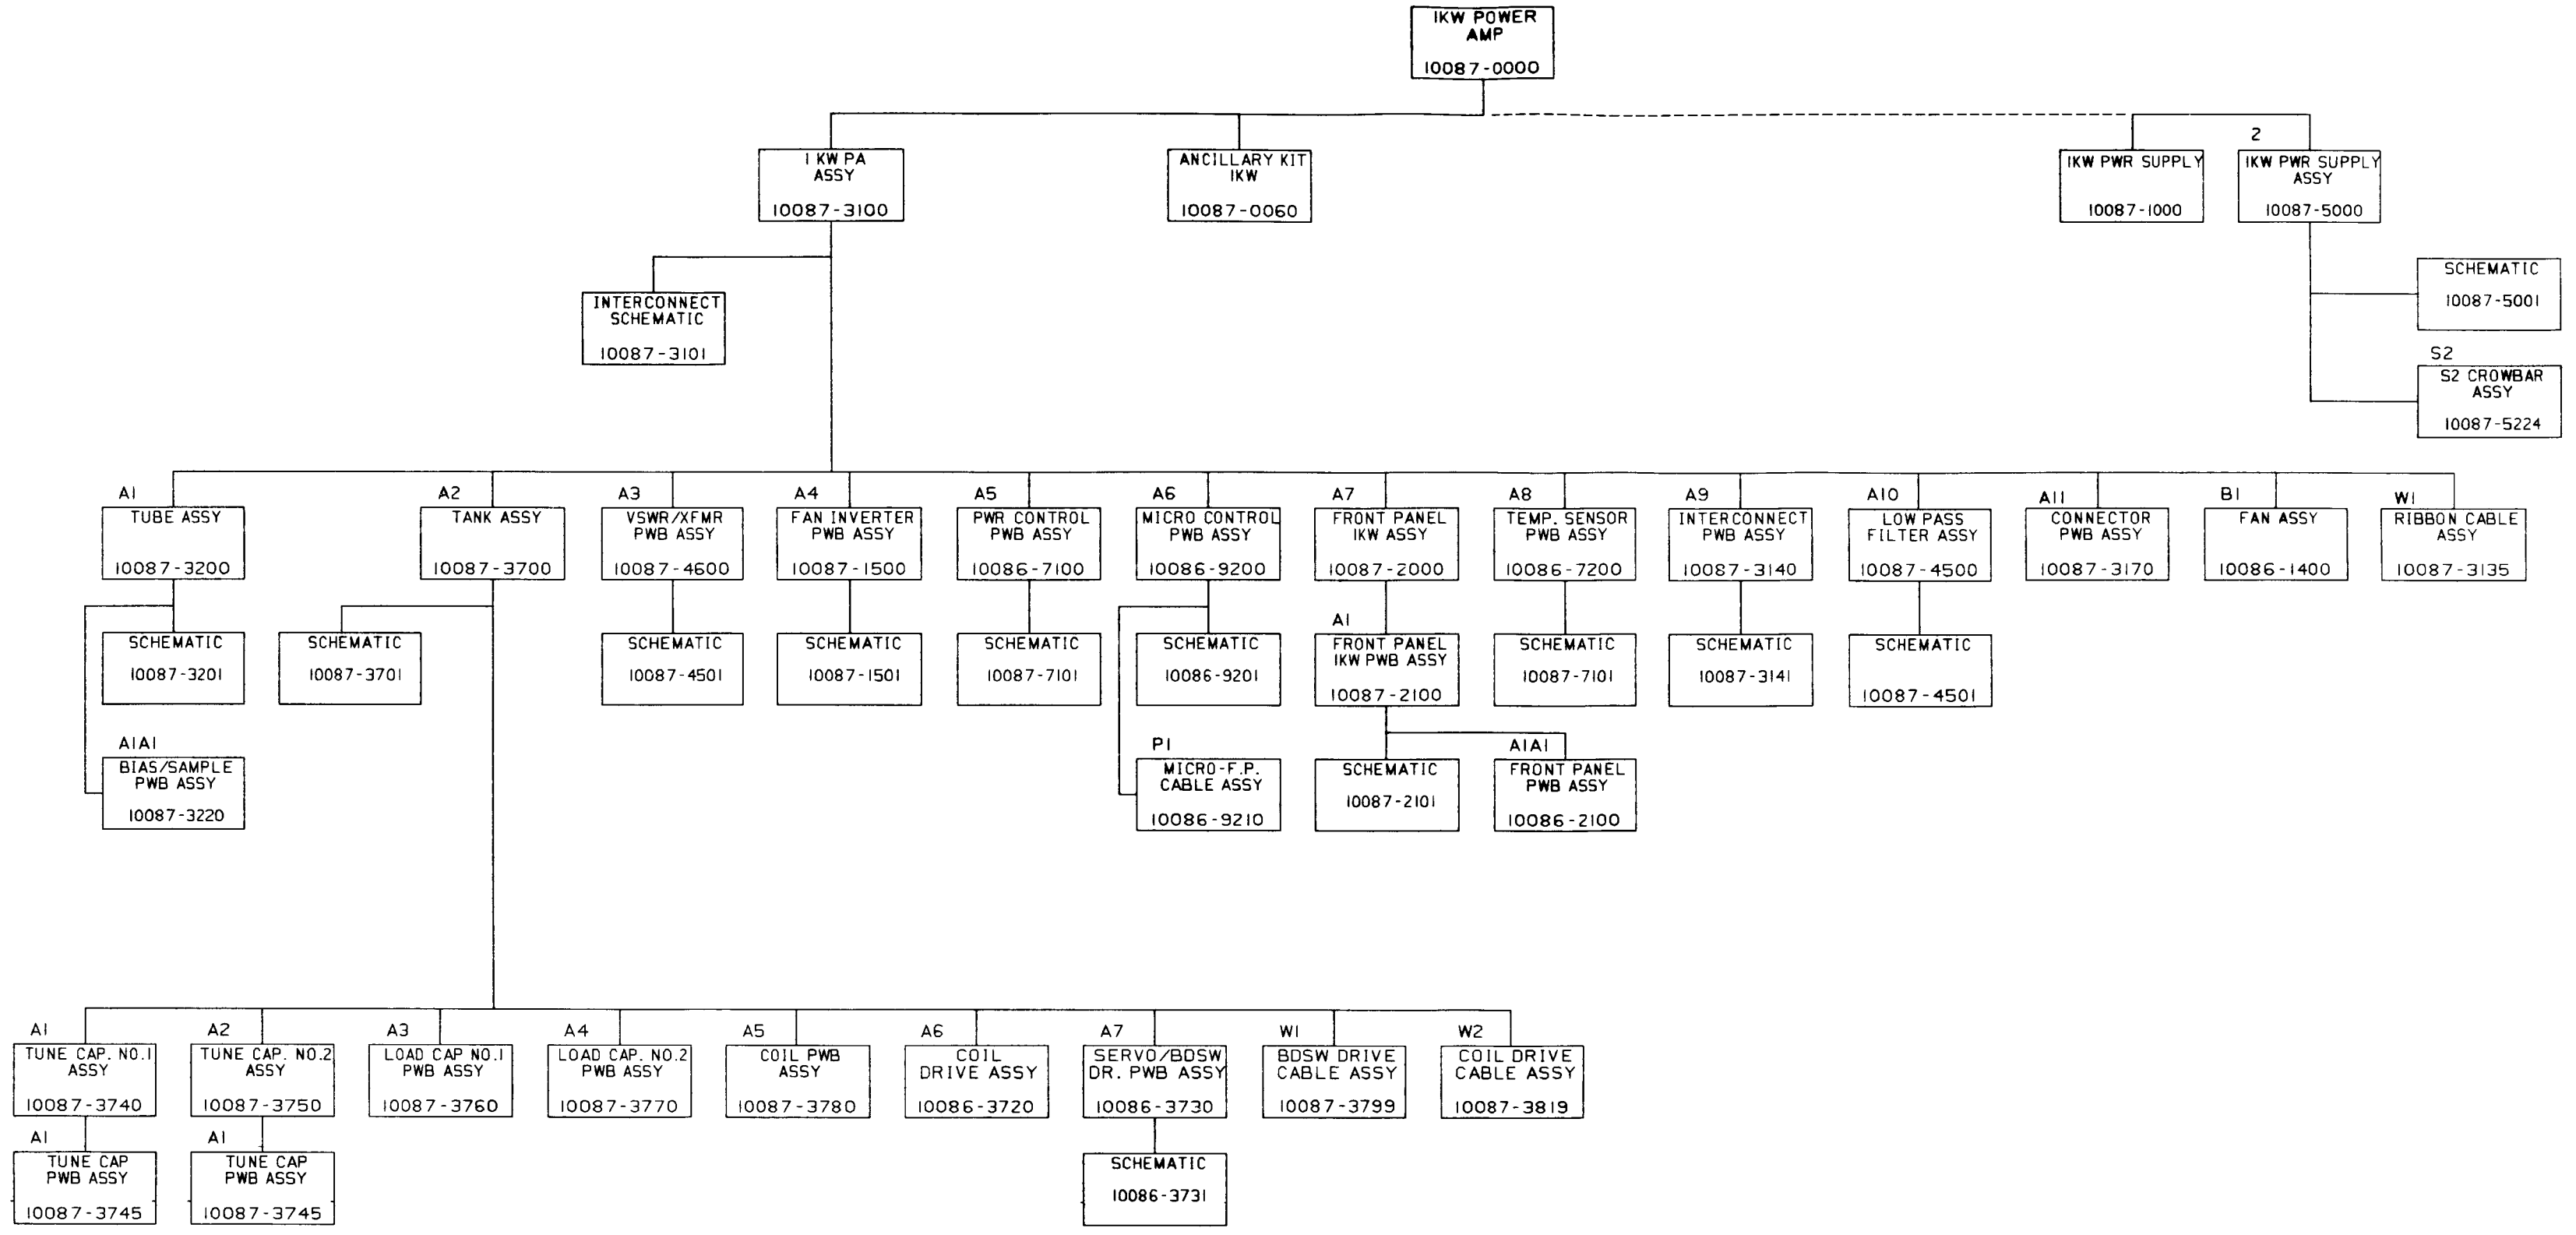 1KW POWER
AMP
10087-0000
1 KW PA
ASSY
10087-3100
ANCILLARY KIT
1KW
10087-0060
1KW PWR SUPPLY
10087-1000
2
1KW PWR SUPPLY
ASSY
10087-5000
INTERCONNECT
SCHEMATIC
10087-3101
SCHEMATIC
10087-5001
S2
S2 CROWBAR
ASSY
10087-5224
A1
TUBE ASSY
10087-3200
A2
TANK ASSY
10087-3700
A3
VSWR/XFMR
PWB ASSY
10087-4600
A4
FAN INVERTER
PWB ASSY
10087-1500
A5
PWR CONTROL
PWB ASSY
10086-7100
A6
MICRO CONTROL
PWB ASSY
10086-9200
A7
FRONT PANEL
1KW ASSY
10087-2000
A8
TEMP. SENSOR
PWB ASSY
10086-7200
A9
INTERCONNECT
PWB ASSY
10087-3140
A10
LOW PASS
FILTER ASSY
10087-4500
A11
CONNECTOR
PWB ASSY
10087-3170
B1
FAN ASSY
10086-1400
W1
RIBBON CABLE
ASSY
10087-3135
SCHEMATIC
10087-3201
SCHEMATIC
10087-3701
SCHEMATIC
10087-4501
SCHEMATIC
10087-1501
SCHEMATIC
10087-7101
SCHEMATIC
10086-9201
A1
FRONT PANEL
1KW PWB ASSY
10087-2100
SCHEMATIC
10087-7101
SCHEMATIC
10087-3141
SCHEMATIC
10087-4501
A1A1
BIAS/SAMPLE
PWB ASSY
10087-3220
P1
MICRO-F.P.
CABLE ASSY
10086-9210
SCHEMATIC
10087-2101
A1A1
FRONT PANEL
PWB ASSY
10086-2100
A1
TUNE CAP. NO.1
ASSY
10087-3740
A2
TUNE CAP. NO.2
ASSY
10087-3750
A3
LOAD CAP NO.1
PWB ASSY
10087-3760
A4
LOAD CAP. NO.2
PWB ASSY
10087-3770
A5
COIL PWB
ASSY
10087-3780
A6
COIL
DRIVE ASSY
10086-3720
A7
SERVO/BDSW
DR. PWB ASSY
10086-3730
W1
BDSW DRIVE
CABLE ASSY
10087-3799
W2
COIL DRIVE
CABLE ASSY
10087-3819
A1
TUNE CAP
PWB ASSY
10087-3745
A1
TUNE CAP
PWB ASSY
10087-3745
SCHEMATIC
10086-3731